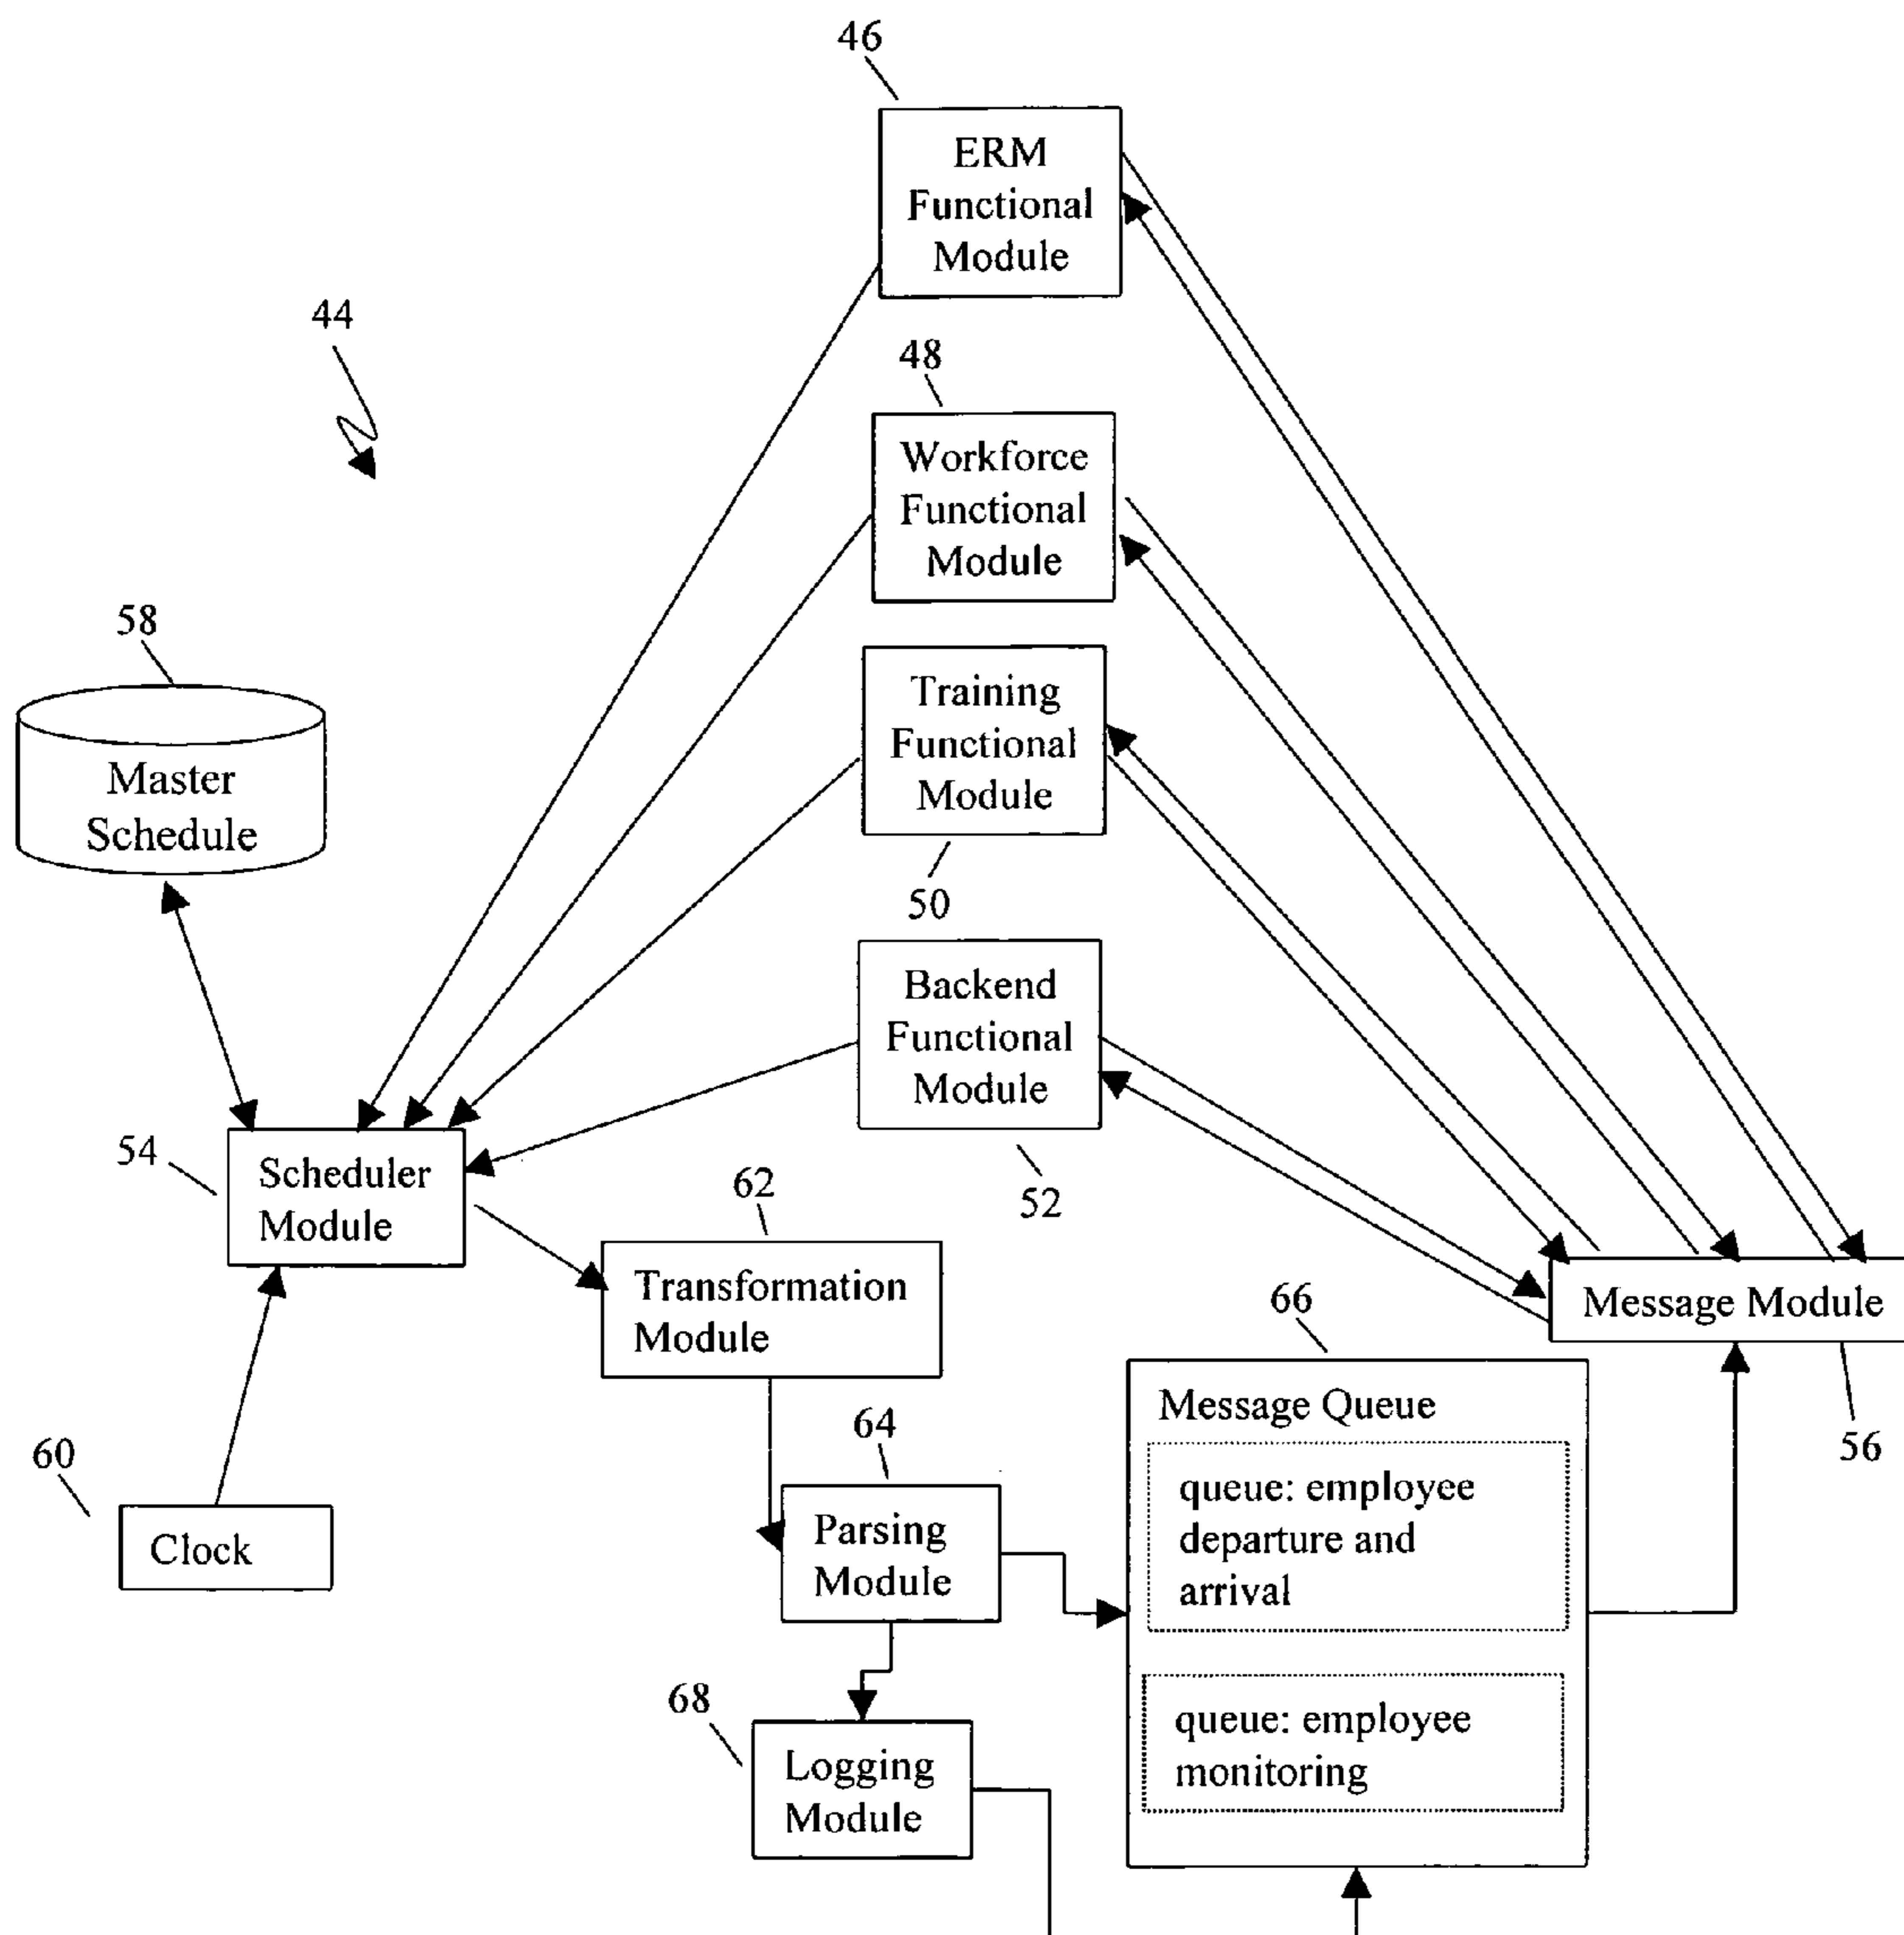 46
ERM
Functional
Module
44
48
Workforce
Functional
Module
58
Master
Schedule
Training
Functional
Module
50
Backend
Functional
Module
52
54
Scheduler
Module
62
Transformation
Module
66
Message Module
56
60
Clock
64
Parsing
Module
Message Queue
queue: employee
departure and
arrival
queue: employee
monitoring
68
Logging
Module